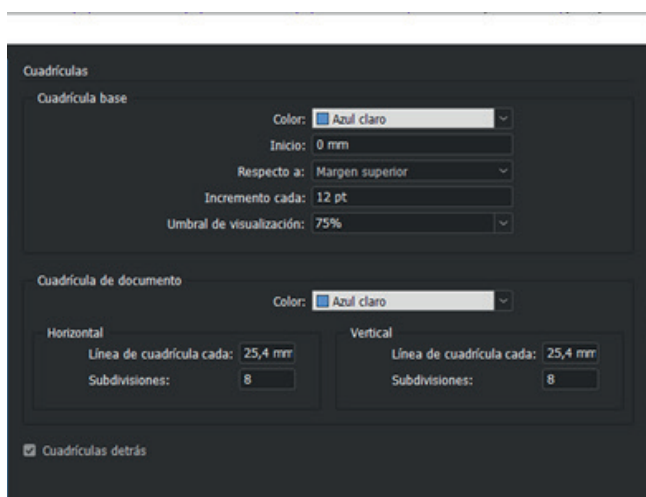 Cuadrículas
Cuadrícula base
Color: Azul claro
Inicio: 0 mm
Respecto a: Margen superior
Incremento cada: 12 pt
Umbral de visualización: 75%
Cuadrícula de documento
Color: Azul claro
Horizontal Vertical
Línea de cuadrícula cada: 25,4 mm Línea de cuadrícula cada: 25,4 mm
Subdivisiones: 8 Subdivisiones: 8
Cuadrículas detrás